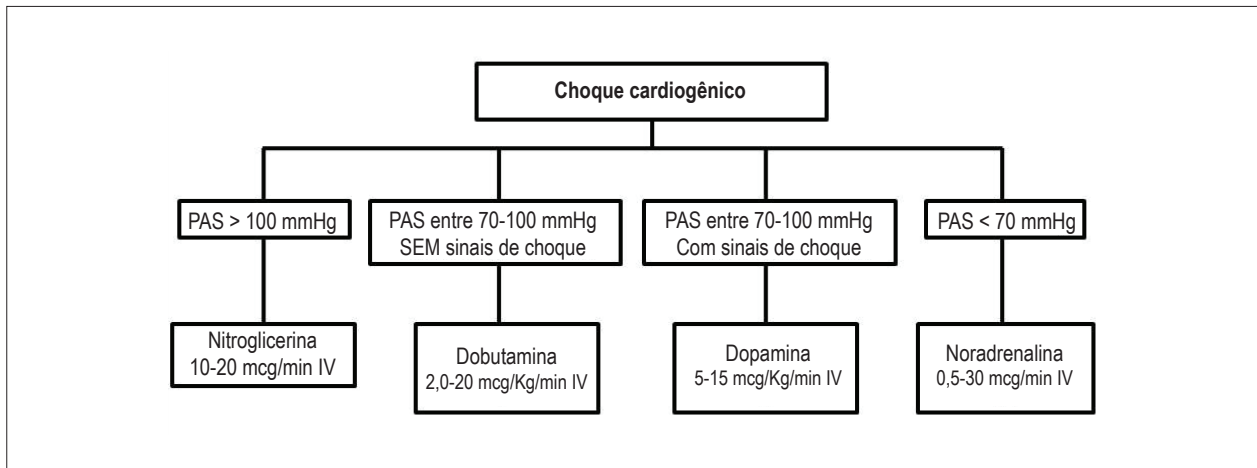 Choque cardiogênico
PAS > 100 mmHg
PAS entre 70-100 mmHg
SEM sinais de choque
PAS entre 70-100 mmHg
Com sinais de choque
PAS < 70 mmHg
Nitroglicerina
10-20 mcg/min IV
Dobutamina
2,0-20 mcg/Kg/min IV
Dopamina
5-15 mcg/Kg/min IV
Noradrenalina
0,5-30 mcg/min IV